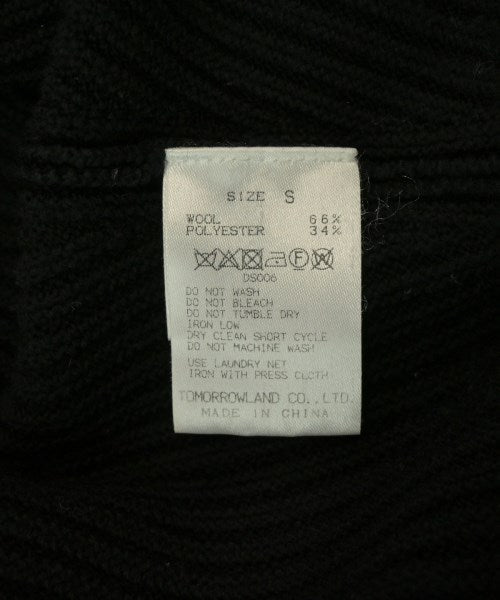 SIZE S
WOOL 66%
POLYESTER 34%
DS006
DO NOT WASH
DO NOT BLEACH
DO NOT TUMBLE DRY
IRON LOW
DRY CLEAN SHORT CYCLE
DO NOT MACHINE WASH
USE LAUNDRY NET
IRON WITH PRESS CLOTH
TOMORROWLAND CO., LTD.
MADE IN CHINA